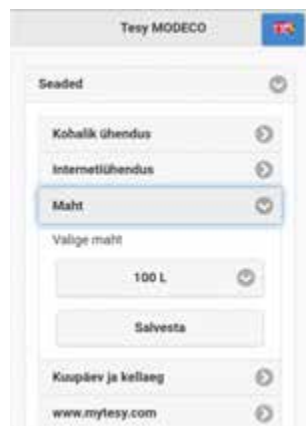 Tesy MODECO
Seaded
Kohalik ühendus
Internetiühendus
Maht
Valige maht
100 L
Salvesta
Kuupäev ja kellaeg
www.mytesy.com